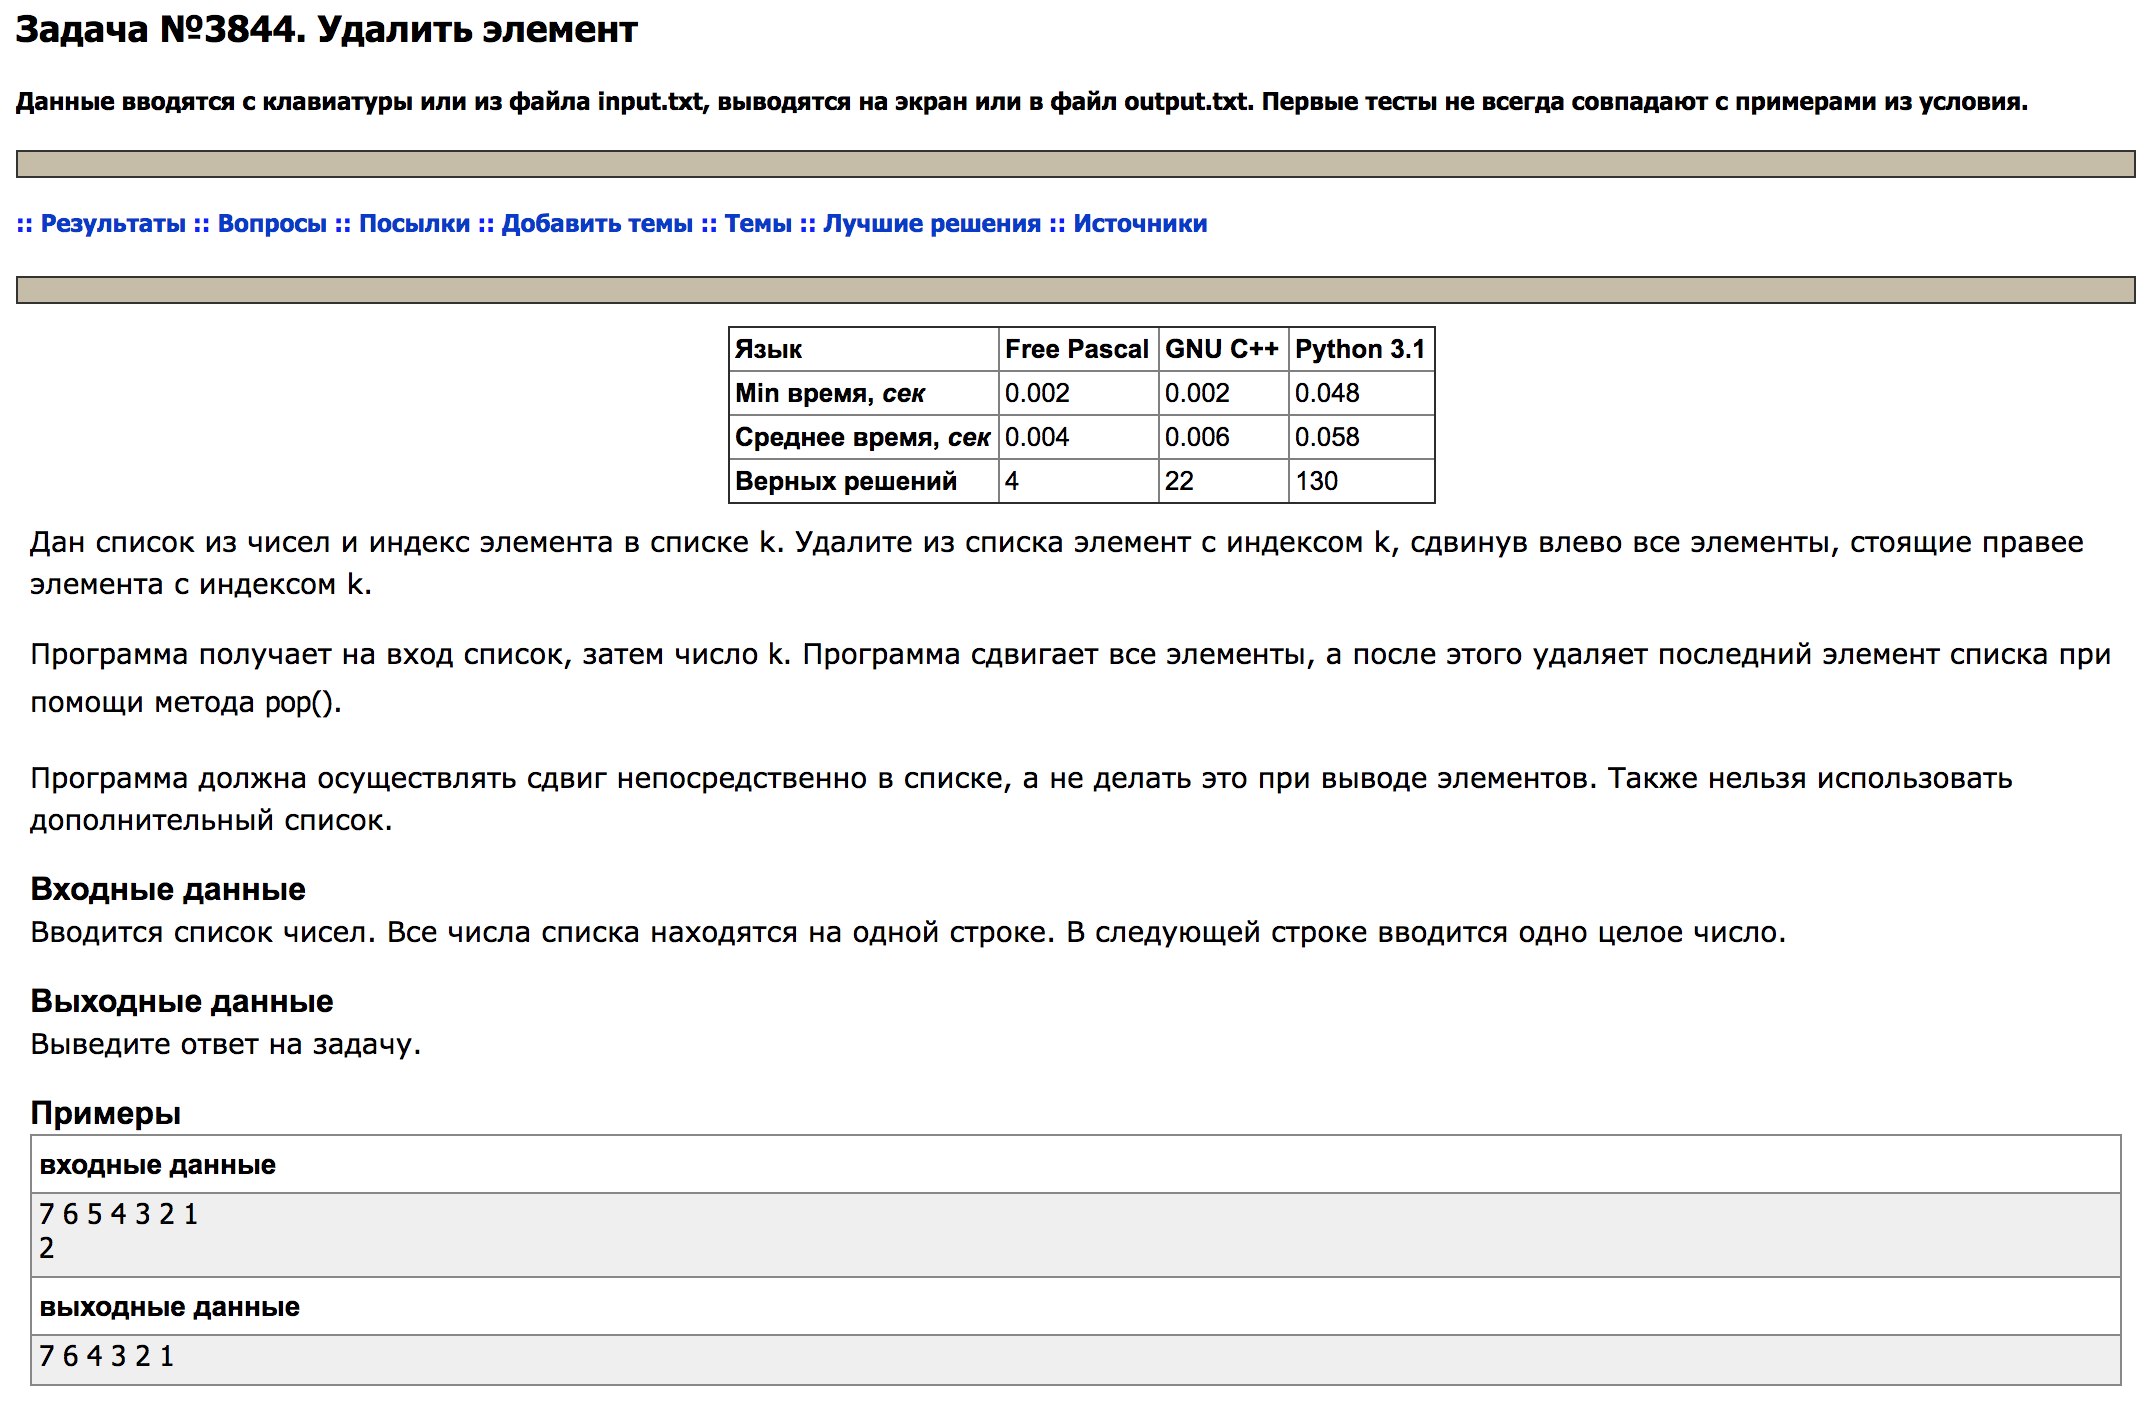 Задача №3844. Удалить элемент
Данные вводятся с клавиатуры или из файла input.txt, выводятся на экран или в файл output.txt. Первые тесты не всегда совпадают с примерами из условия.
:: Результаты :: Вопросы :: Посылки :: Добавить темы :: Темы :: Лучшие решения :: Источники
Язык Free Pascal GNU C++ Python 3.1
Min время, сек 0.002 0.002 0.048
Среднее время, сек 0.004 0.006 0.058
Верных решений 4 22 130
Дан список из чисел и индекс элемента в списке k. Удалите из списка элемент с индексом k, сдвинув влево все элементы, стоящие правее
элемента с индексом k.
Программа получает на вход список, затем число k. Программа сдвигает все элементы, а после этого удаляет последний элемент списка при
помощи метода pop().
Программа должна осуществлять сдвиг непосредственно в списке, а не делать это при выводе элементов. Также нельзя использовать
дополнительный список.
Входные данные
Вводится список чисел. Все числа списка находятся на одной строке. В следующей строке вводится одно целое число.
Выходные данные
Выведите ответ на задачу.
Примеры
входные данные
7 6 5 4 3 2 1
2
выходные данные
7 6 4 3 2 1